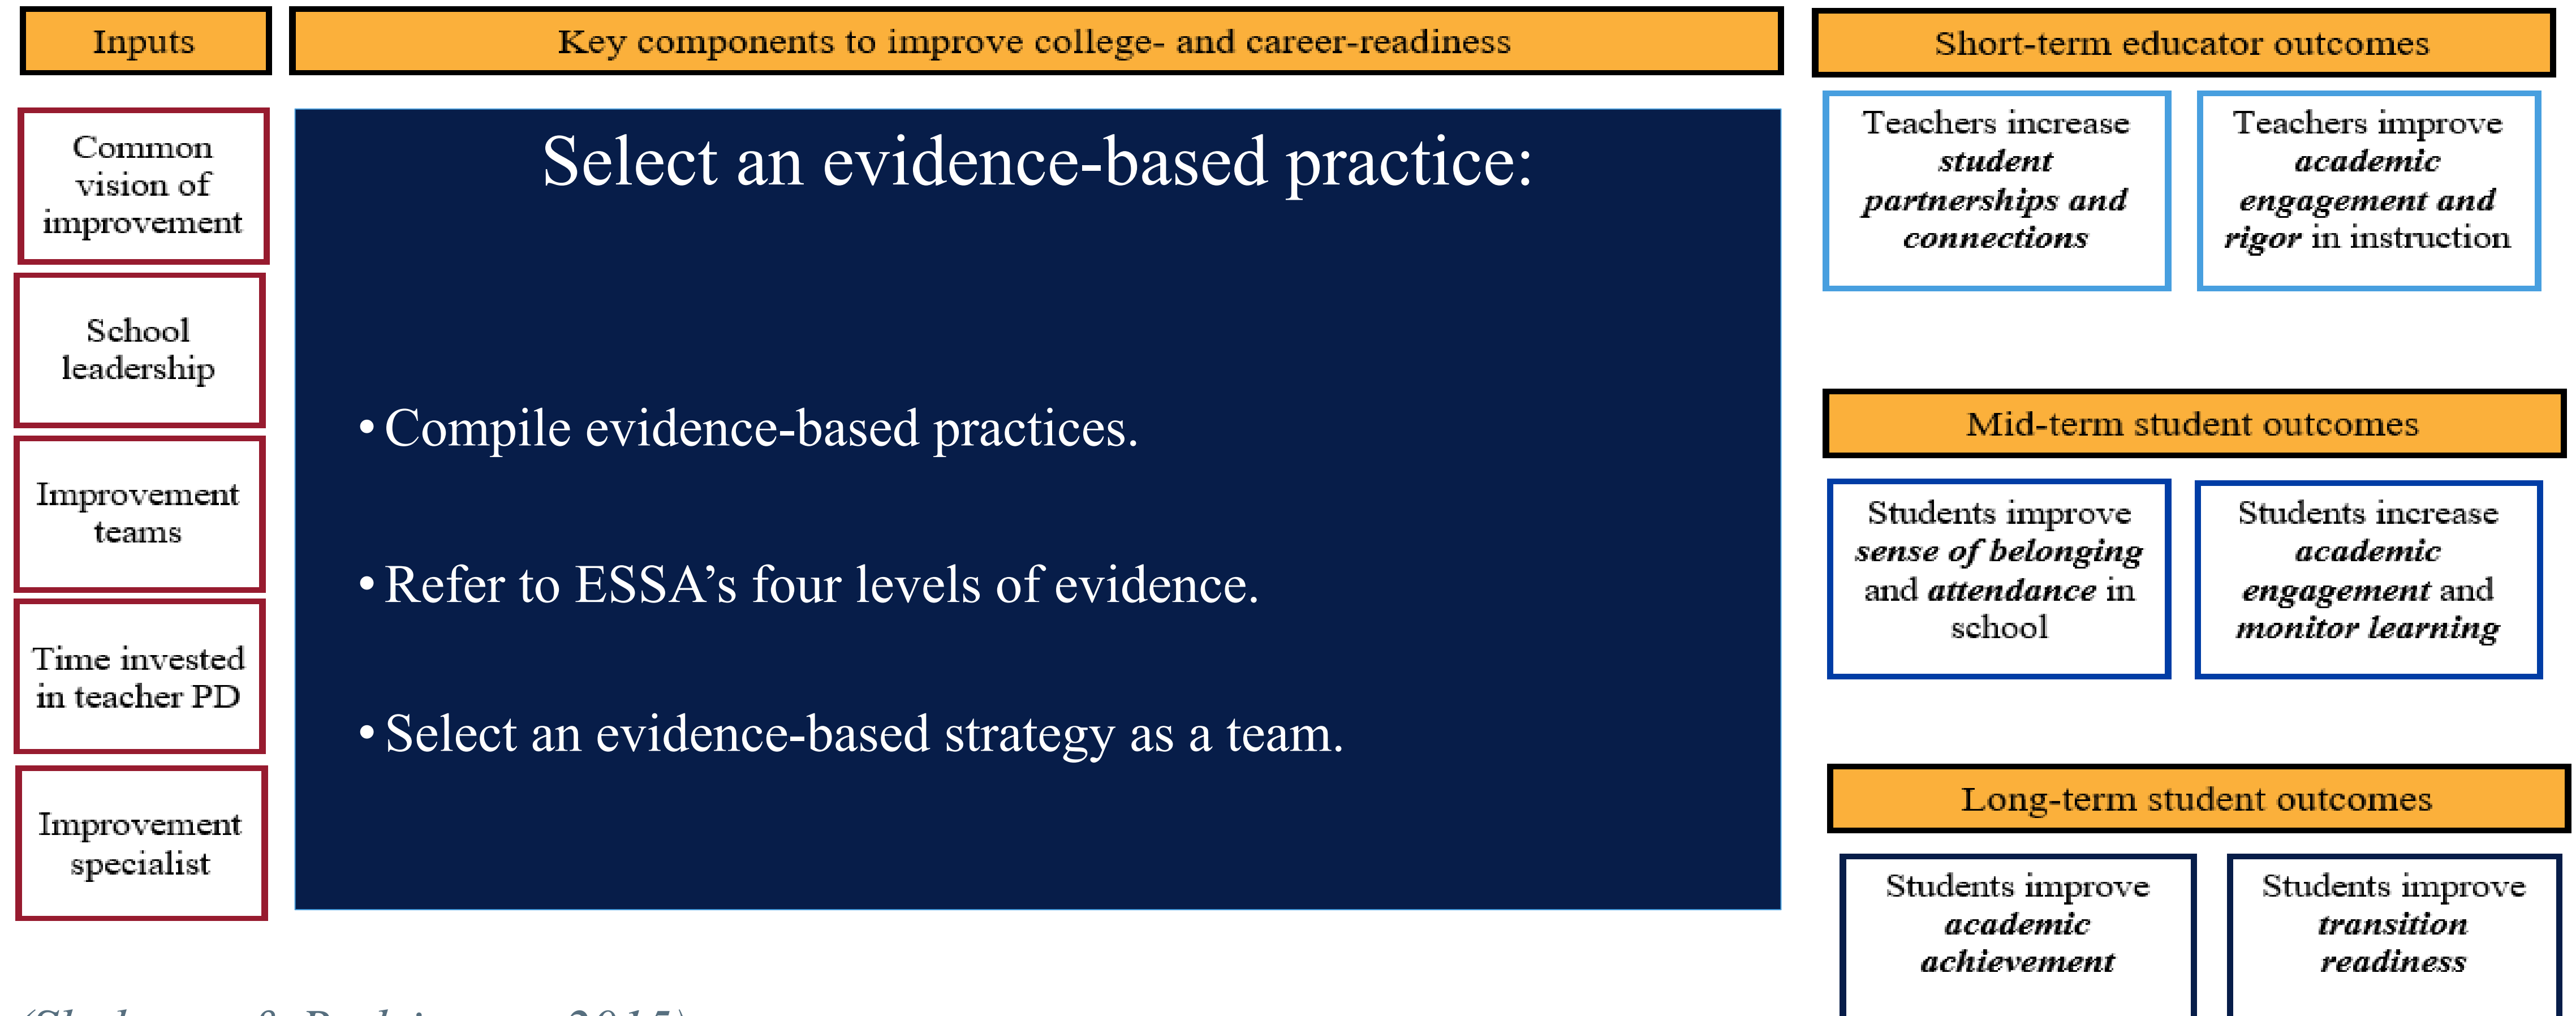 Inputs
Key components to improve college- and career-readiness
Short-term educator outcomes
Common
vision of
improvement
School
leadership
Improvement
teams
Time invested
in teacher PD
Improvement
specialist
Select an evidence-based practice:
• Compile evidence-based practices.
• Refer to ESSA’s four levels of evidence.
• Select an evidence-based strategy as a team.
Teachers increase
student
partnerships and
connections
Teachers improve
academic
engagement and
rigor in instruction
Mid-term student outcomes
Students improve
sense of belonging
and attendance in
school
Students increase
academic
engagement and
monitor learning
Long-term student outcomes
Students improve
academic
achievement
Students improve
transition
readiness
& 2015)